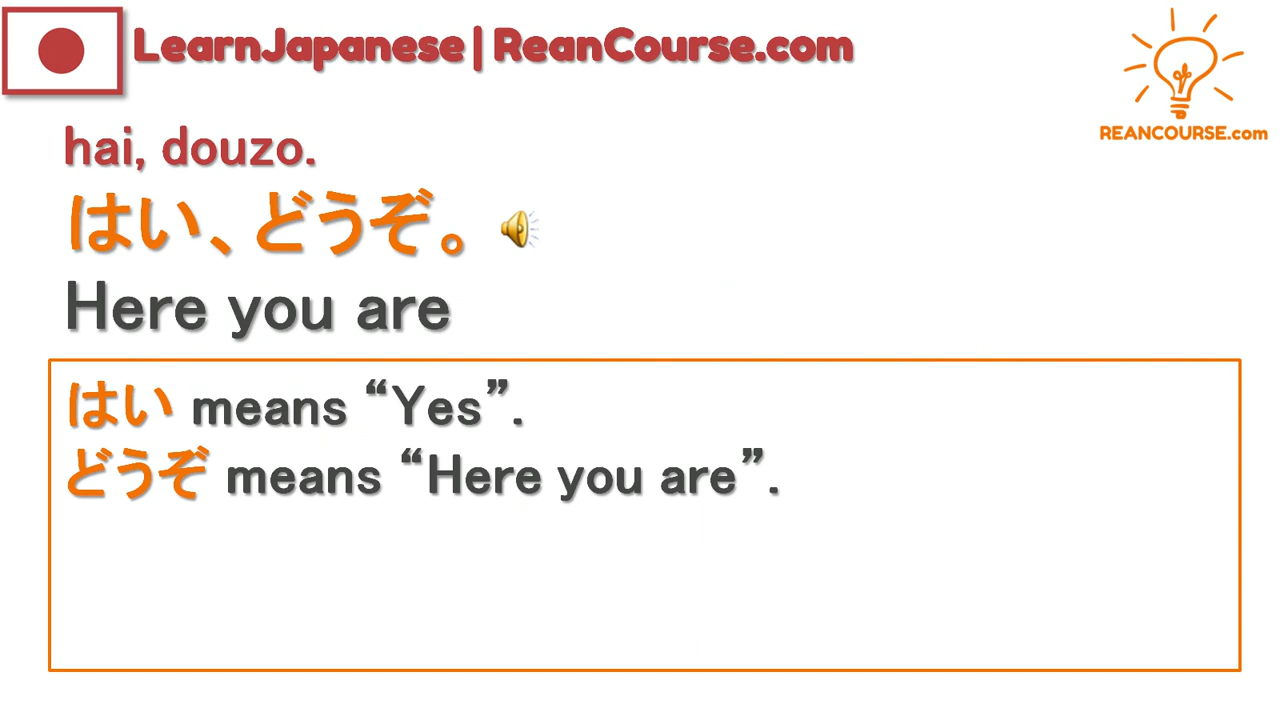 LearnJapanese | ReanCourse.com
REANCOURSE.com
hai, douzo.
はい、どうぞ。
Here you are
はい means “Yes”.
どうぞ means “Here you are”.